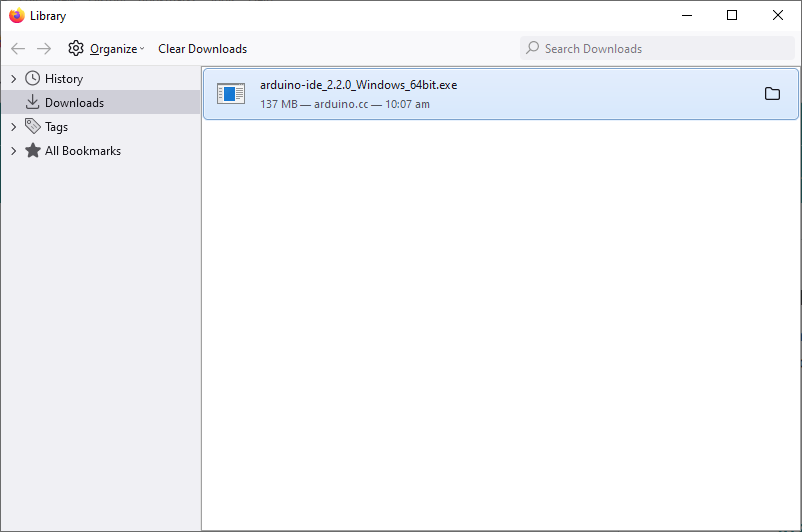 Library
Organize
Clear Downloads
Search Downloads
History
Downloads
Tags
All Bookmarks
arduino-ide_2.2.0_Windows_64bit.exe
137 MB — arduino.cc — 10:07 am